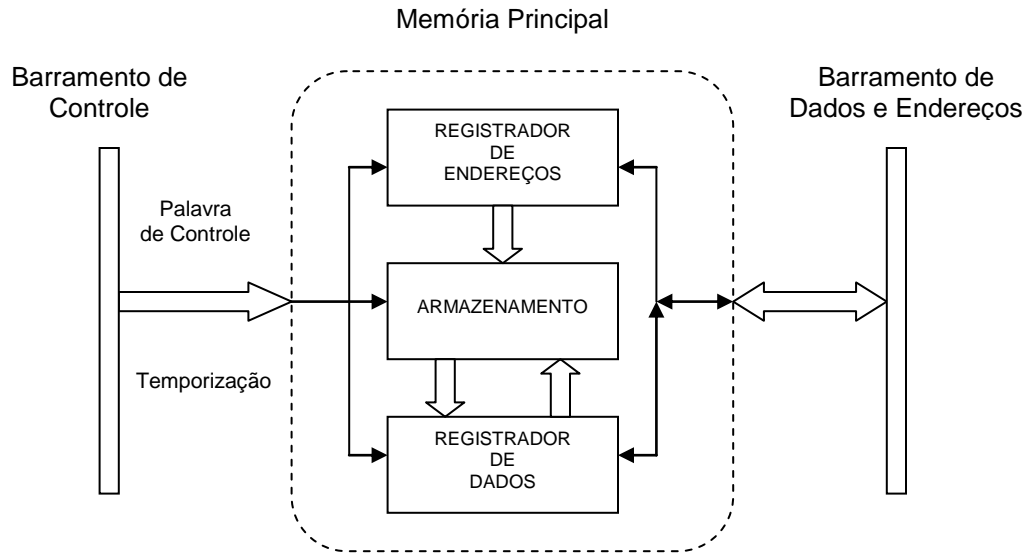 Memória Principal
Barramento de
Controle
Barramento de
Dados e Endereços
REGISTRADOR
DE
ENDEREÇOS
Palavra
de Controle
ARMAZENAMENTO
Temporização
REGISTRADOR
DE
DADOS